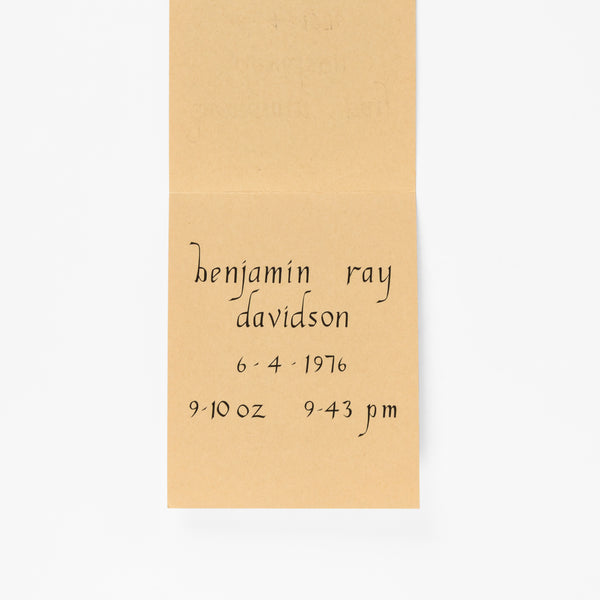 benjamin ray
davidson
6-4-1976
9-10 oz 9-43 pm